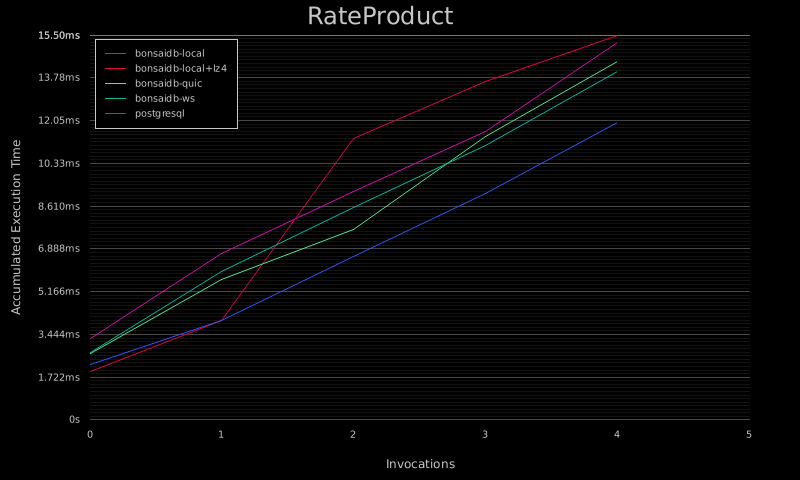 RateProduct
15.50ms
bonsaidb-local
bonsaidb-local+lz4
bonsaidb-quic
bonsaidb-ws
postgresql
13.78ms
12.05ms
10.33ms
8.610ms
6.888ms
5.166ms
3.444ms
1.722ms
0s
Accumulated Execution Time
0 1 2 3 4 5
Invocations